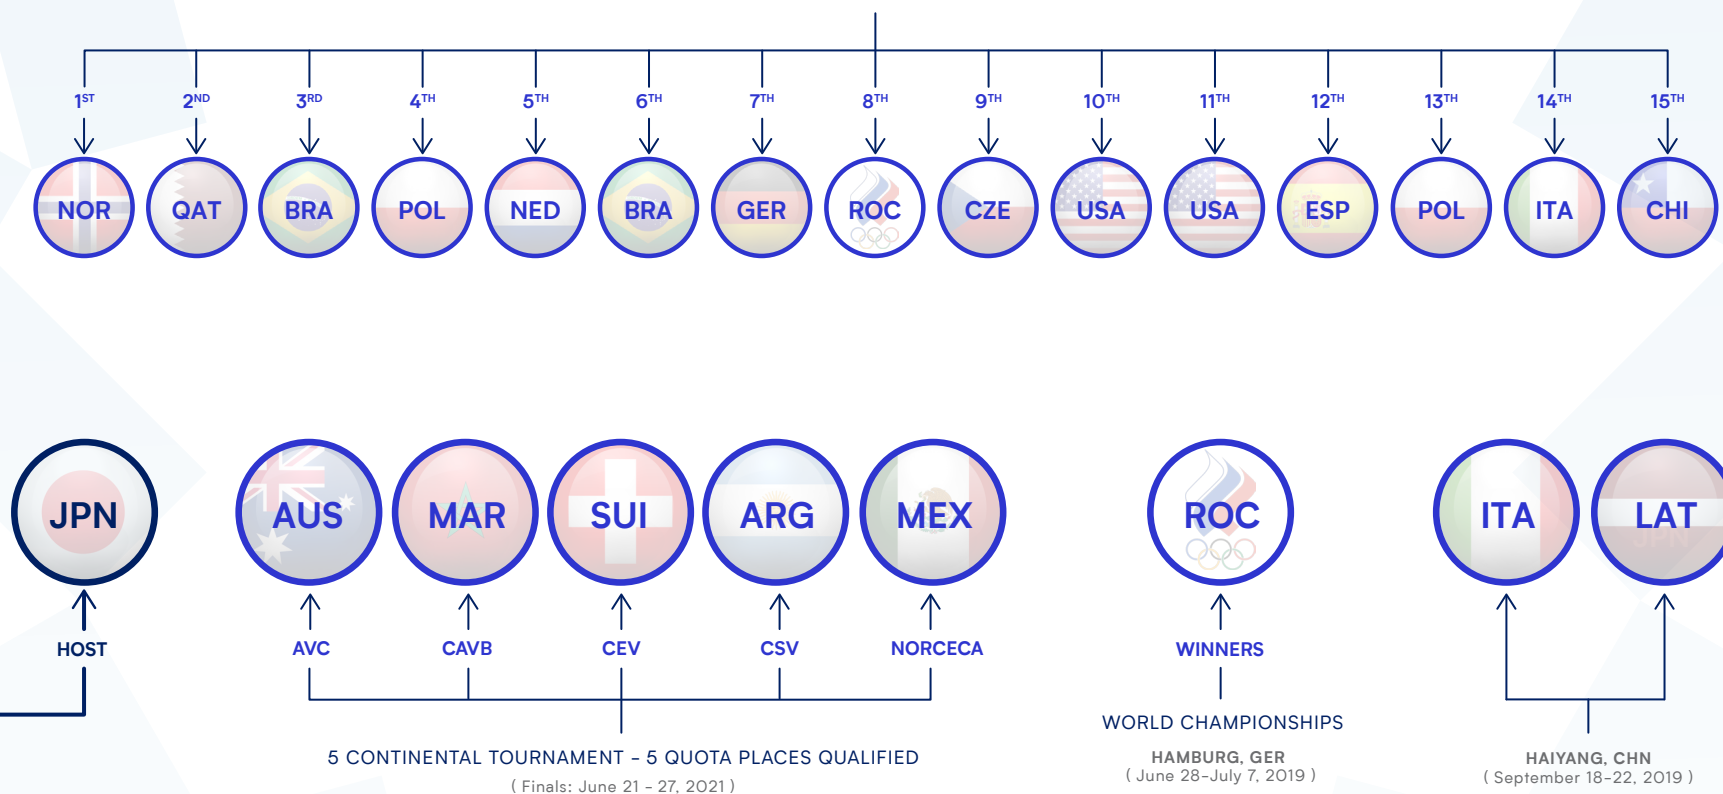 1ST 2ND 3RD 4TH 5TH 6TH 7TH 8TH 9TH 10TH 11TH 12TH 13TH 14TH 15TH
NOR QAT BRA POL NED BRA GER ROC CZE USA USA ESP POL ITA CHI
JPN AUS MAR SUI ARG MEX ROC ITA LAT
HOST AVC CAVB CEV CSV NORCECA WINNERS
WORLD CHAMPIONSHIPS
5 CONTINENTAL TOURNAMENT - 5 QUOTA PLACES QUALIFIED
HAMBURG, GER
HAIYANG, CHN
( Finals: June 21 - 27, 2021 )
( June 28-July 7, 2019 )
( September 18-22, 2019 )